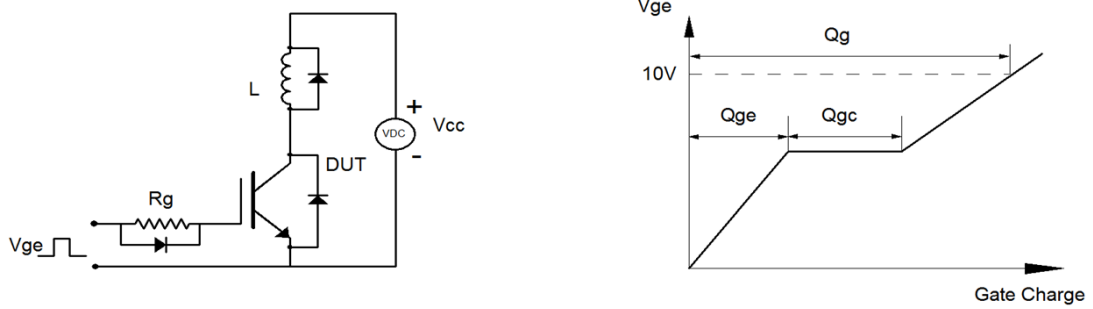 L
VDC
+
-
Vcc
DUT
Rg
Vge
Vge
Qg
10V
Qge
Qgc
Gate Charge